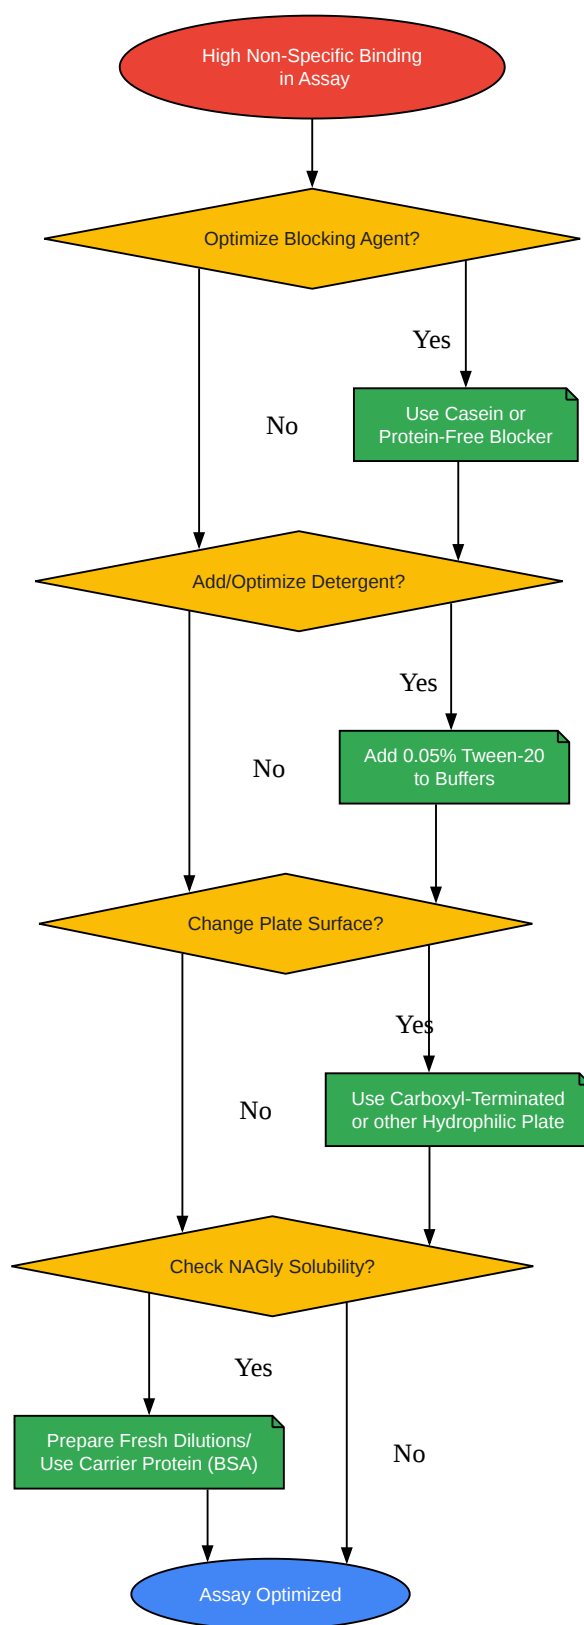 High Non-Specific Binding
in Assay
Optimize Blocking Agent?
Yes
Use Casein or
Protein-Free Blocker
No
Add/Optimize Detergent?
Yes
Add 0.05% Tween-20
to Buffers
No
Change Plate Surface?
Yes
Use Carboxyl-Terminated
or other Hydrophilic Plate
No
Check NAGly Solubility?
Yes
Prepare Fresh Dilutions/
Use Carrier Protein (BSA)
No
Assay Optimized